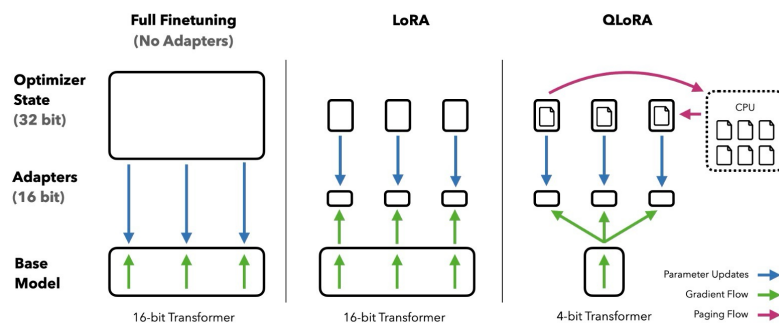 Full Finetuning
(No Adapters)
LoRA
QLoRA
Optimizer
State
(32 bit)
CPU
Adapters
(16 bit)
Base
Model
Parameter Updates
Gradient Flow
Paging Flow
16-bit Transformer
16-bit Transformer
4-bit Transformer